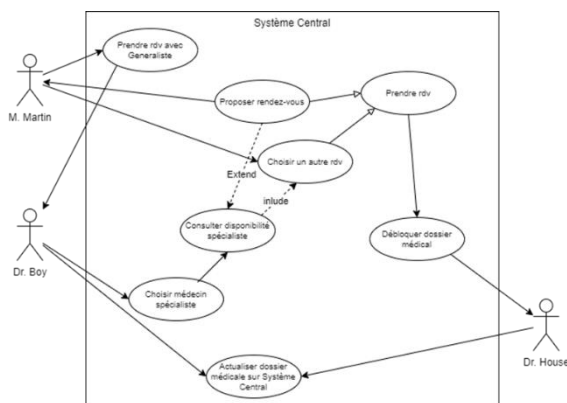 Système Central
Prendre rdv avec
Generaliste
M. Martin
Proposer rendez-vous
Prendre rdv
Choisir un autre rdv
Extend
inlude
Consulter disponibilité
spécialiste
Débloquer dossier
médical
Dr. Boy
Choisir médecin
spécialiste
Dr. House
Actualiser dossier
médicale sur Système
Central